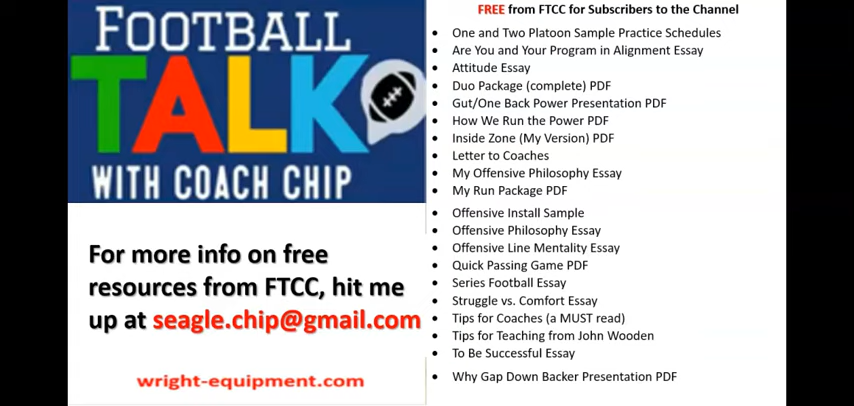 FOOTBALL
TALK
WITH COACH CHIP
For more info on free
resources from FTCC, hit me
up at seagle.chip@gmail.com
wright-equipment.com
FREE from FTCC for Subscribers to the Channel
• One and Two Platoon Sample Practice Schedules
• Are You and Your Program in Alignment Essay
• Attitude Essay
• Duo Package (complete) PDF
• Gut/One Back Power Presentation PDF
• How We Run the Power PDF
• Inside Zone (My Version) PDF
• Letter to Coaches
• My Offensive Philosophy Essay
• My Run Package PDF
• Offensive Install Sample
• Offensive Philosophy Essay
• Offensive Line Mentality Essay
• Quick Passing Game PDF
• Series Football Essay
• Struggle vs. Comfort Essay
• Tips for Coaches (a MUST read)
• Tips for Teaching from John Wooden
• To Be Successful Essay
• Why Gap Down Backer Presentation PDF